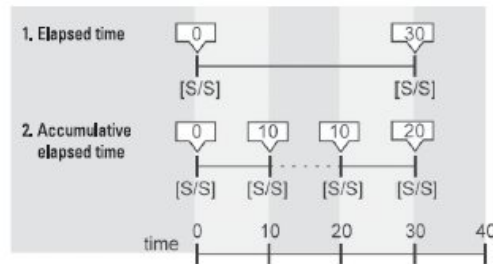 1. Elapsed time 0 30
[S/S] [S/S]
2. Accumulative elapsed time 0 10 10 20
[S/S] [S/S] [S/S] [S/S]
time 0 10 20 30 40